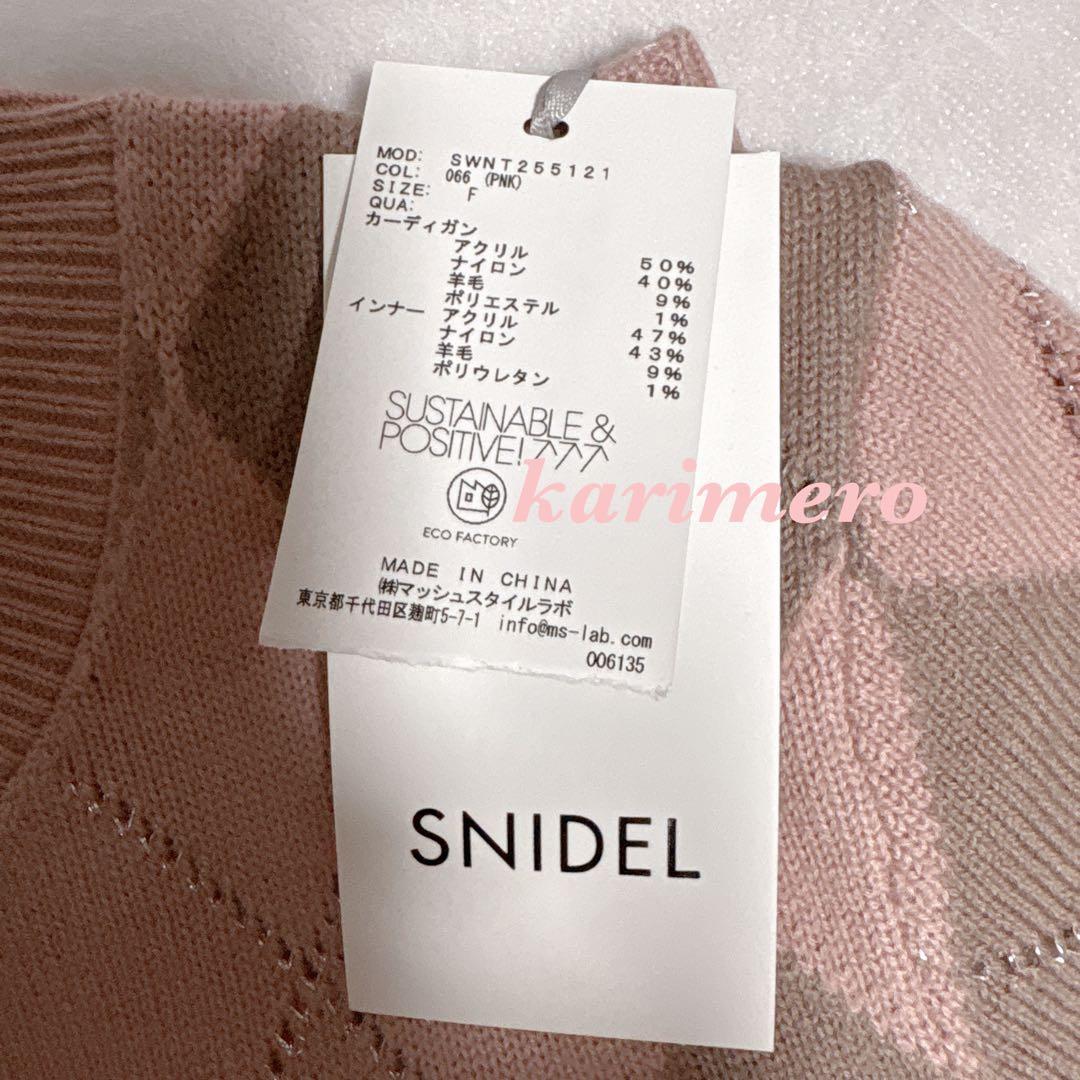 MOD: SWNT255121
COL: 066 (PNK)
SIZE: F
QUA:
カーディガン
アクリル 50%
ナイロン 40%
羊毛 9%
ポリエステル 1%
インナー アクリル 47%
ナイロン 43%
羊毛 9%
ポリウレタン 1%
SUSTAINABLE &
POSITIVE!
karimero
ECO FACTORY
MADE IN CHINA
㈱マッシュスタイルラボ
東京都千代田区麹町5-7-1 info@ms-lab.com
006135
SNIDEL